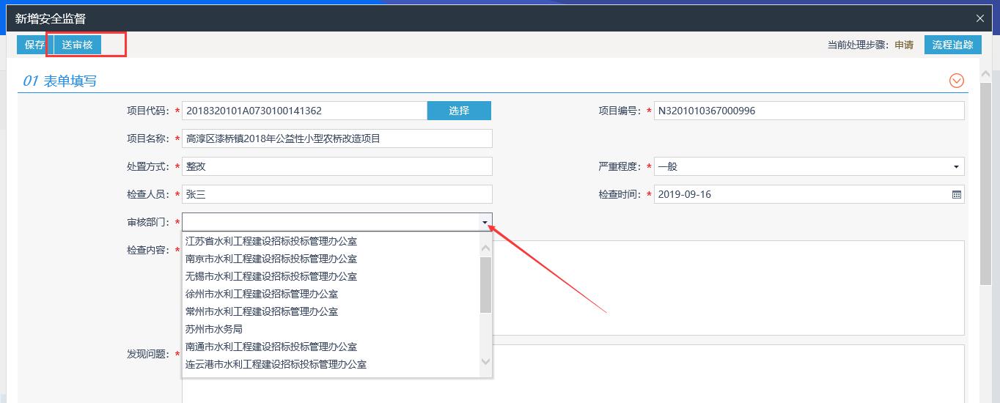 新增安全监督
保存 送审核 当前处理步骤：申请 流程追踪
01 表单填写
项目代码：* 2018320101A0730100141362 选择 项目编号：* N3201010367000996
项目名称：* 高淳区漆桥镇2018年公益性小型农桥改造项目
处置方式：* 整改 严重程度：* 一般
检查人员：* 张三 检查时间：* 2019-09-16
审核部门：*
江苏省水利工程建设招标投标管理办公室
检查内容：*
南京市水利工程建设招标投标管理办公室
无锡市水利工程建设招标投标管理办公室
徐州市水利工程建设招标管理办公室
常州市水利工程建设招标管理办公室
苏州市水务局
南通市水利工程建设招标投标管理办公室
发现问题：*
连云港市水利工程建设招标投标管理办公室